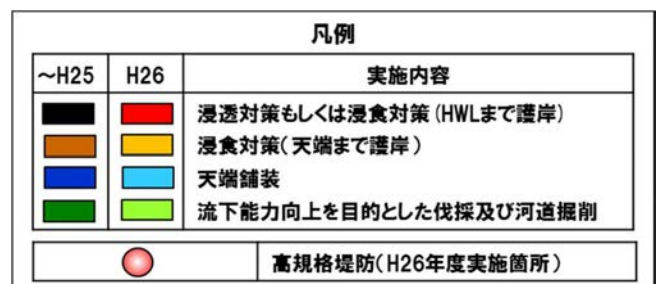 凡例
～H25 H26 実施内容
浸透対策もしくは浸食対策(HWLまで護岸)
浸食対策(天端まで護岸)
天端舗装
流下能力向上を目的とした伐採及び河道掘削
高規格堤防(H26年度実施箇所)